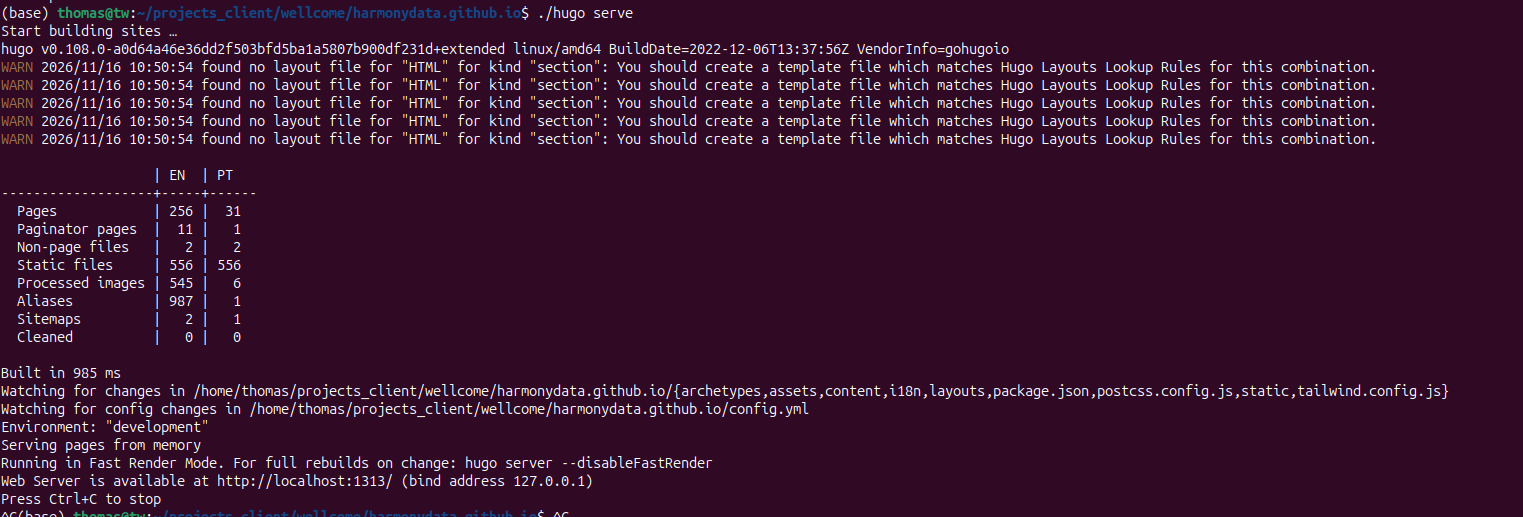 (base) thomas@tw:~/projects_client/wellcome/harmonydata.github.io$ ./hugo serve
Start building sites …
hugo v0.108.0-a0d64a46e36dd2f503bfd5ba1a5807b900df231d+extended linux/amd64 BuildDate=2022-12-06T13:37:56Z VendorInfo=gohugoio
WARN 2026/11/16 10:50:54 found no layout file for "HTML" for kind "section": You should create a template file which matches Hugo Layouts Lookup Rules for this combination.
WARN 2026/11/16 10:50:54 found no layout file for "HTML" for kind "section": You should create a template file which matches Hugo Layouts Lookup Rules for this combination.
WARN 2026/11/16 10:50:54 found no layout file for "HTML" for kind "section": You should create a template file which matches Hugo Layouts Lookup Rules for this combination.
WARN 2026/11/16 10:50:54 found no layout file for "HTML" for kind "section": You should create a template file which matches Hugo Layouts Lookup Rules for this combination.
WARN 2026/11/16 10:50:54 found no layout file for "HTML" for kind "section": You should create a template file which matches Hugo Layouts Lookup Rules for this combination.
                   | EN  | PT
-------------------+-----+------
  Pages            | 256 |  31
  Paginator pages  |  11 |   1
  Non-page files   |   2 |   2
  Static files     | 556 | 556
  Processed images | 545 |   6
  Aliases          | 987 |   1
  Sitemaps         |   2 |   1
  Cleaned          |   0 |   0
Built in 985 ms
Watching for changes in /home/thomas/projects_client/wellcome/harmonydata.github.io/{archetypes,assets,content,i18n,layouts,package.json,postcss.config.js,static,tailwind.config.js}
Watching for config changes in /home/thomas/projects_client/wellcome/harmonydata.github.io/config.yml
Environment: "development"
Serving pages from memory
Running in Fast Render Mode. For full rebuilds on change: hugo server --disableFastRender
Web Server is available at http://localhost:1313/ (bind address 127.0.0.1)
Press Ctrl+C to stop
^C(base) thomas@tw:~/projects_client/wellcome/harmonydata.github.io$ ^C